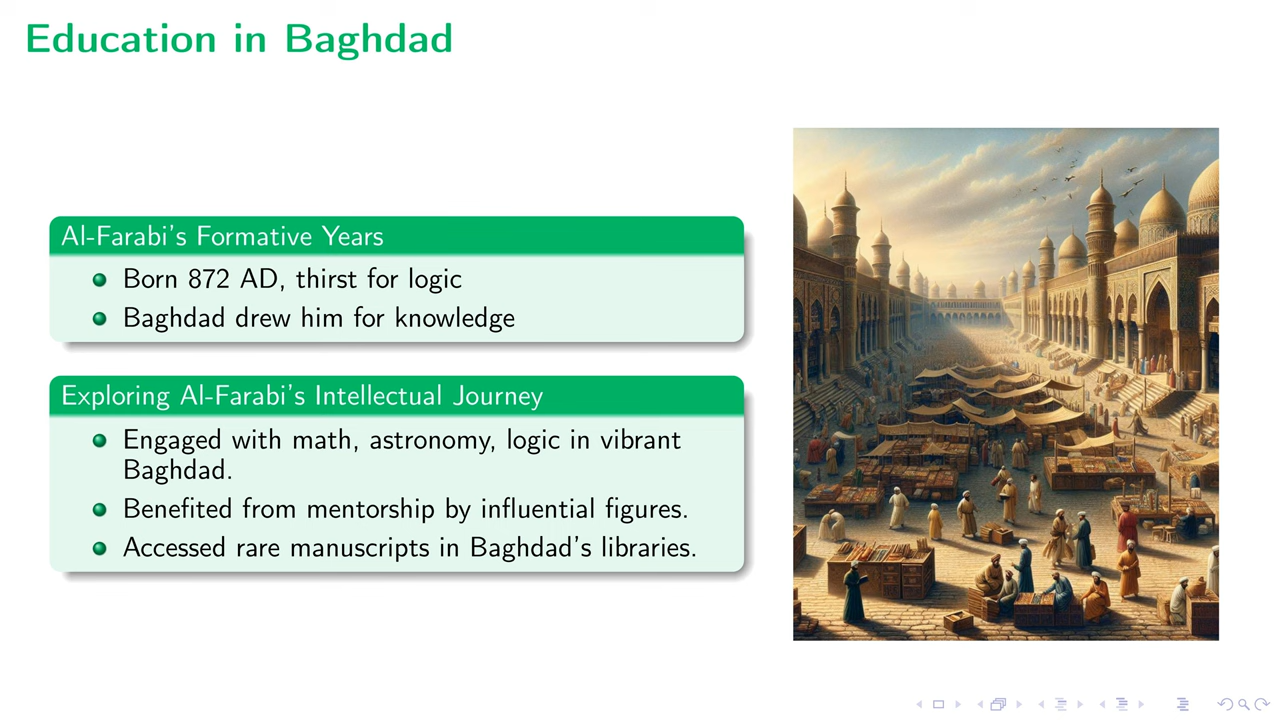 Education in Baghdad
Al-Farabi's Formative Years
Born 872 AD, thirst for logic
Baghdad drew him for knowledge
Exploring Al-Farabi's Intellectual Journey
Engaged with math, astronomy, logic in vibrant
Baghdad.
Benefited from mentorship by influential figures.
Accessed rare manuscripts in Baghdad's libraries.